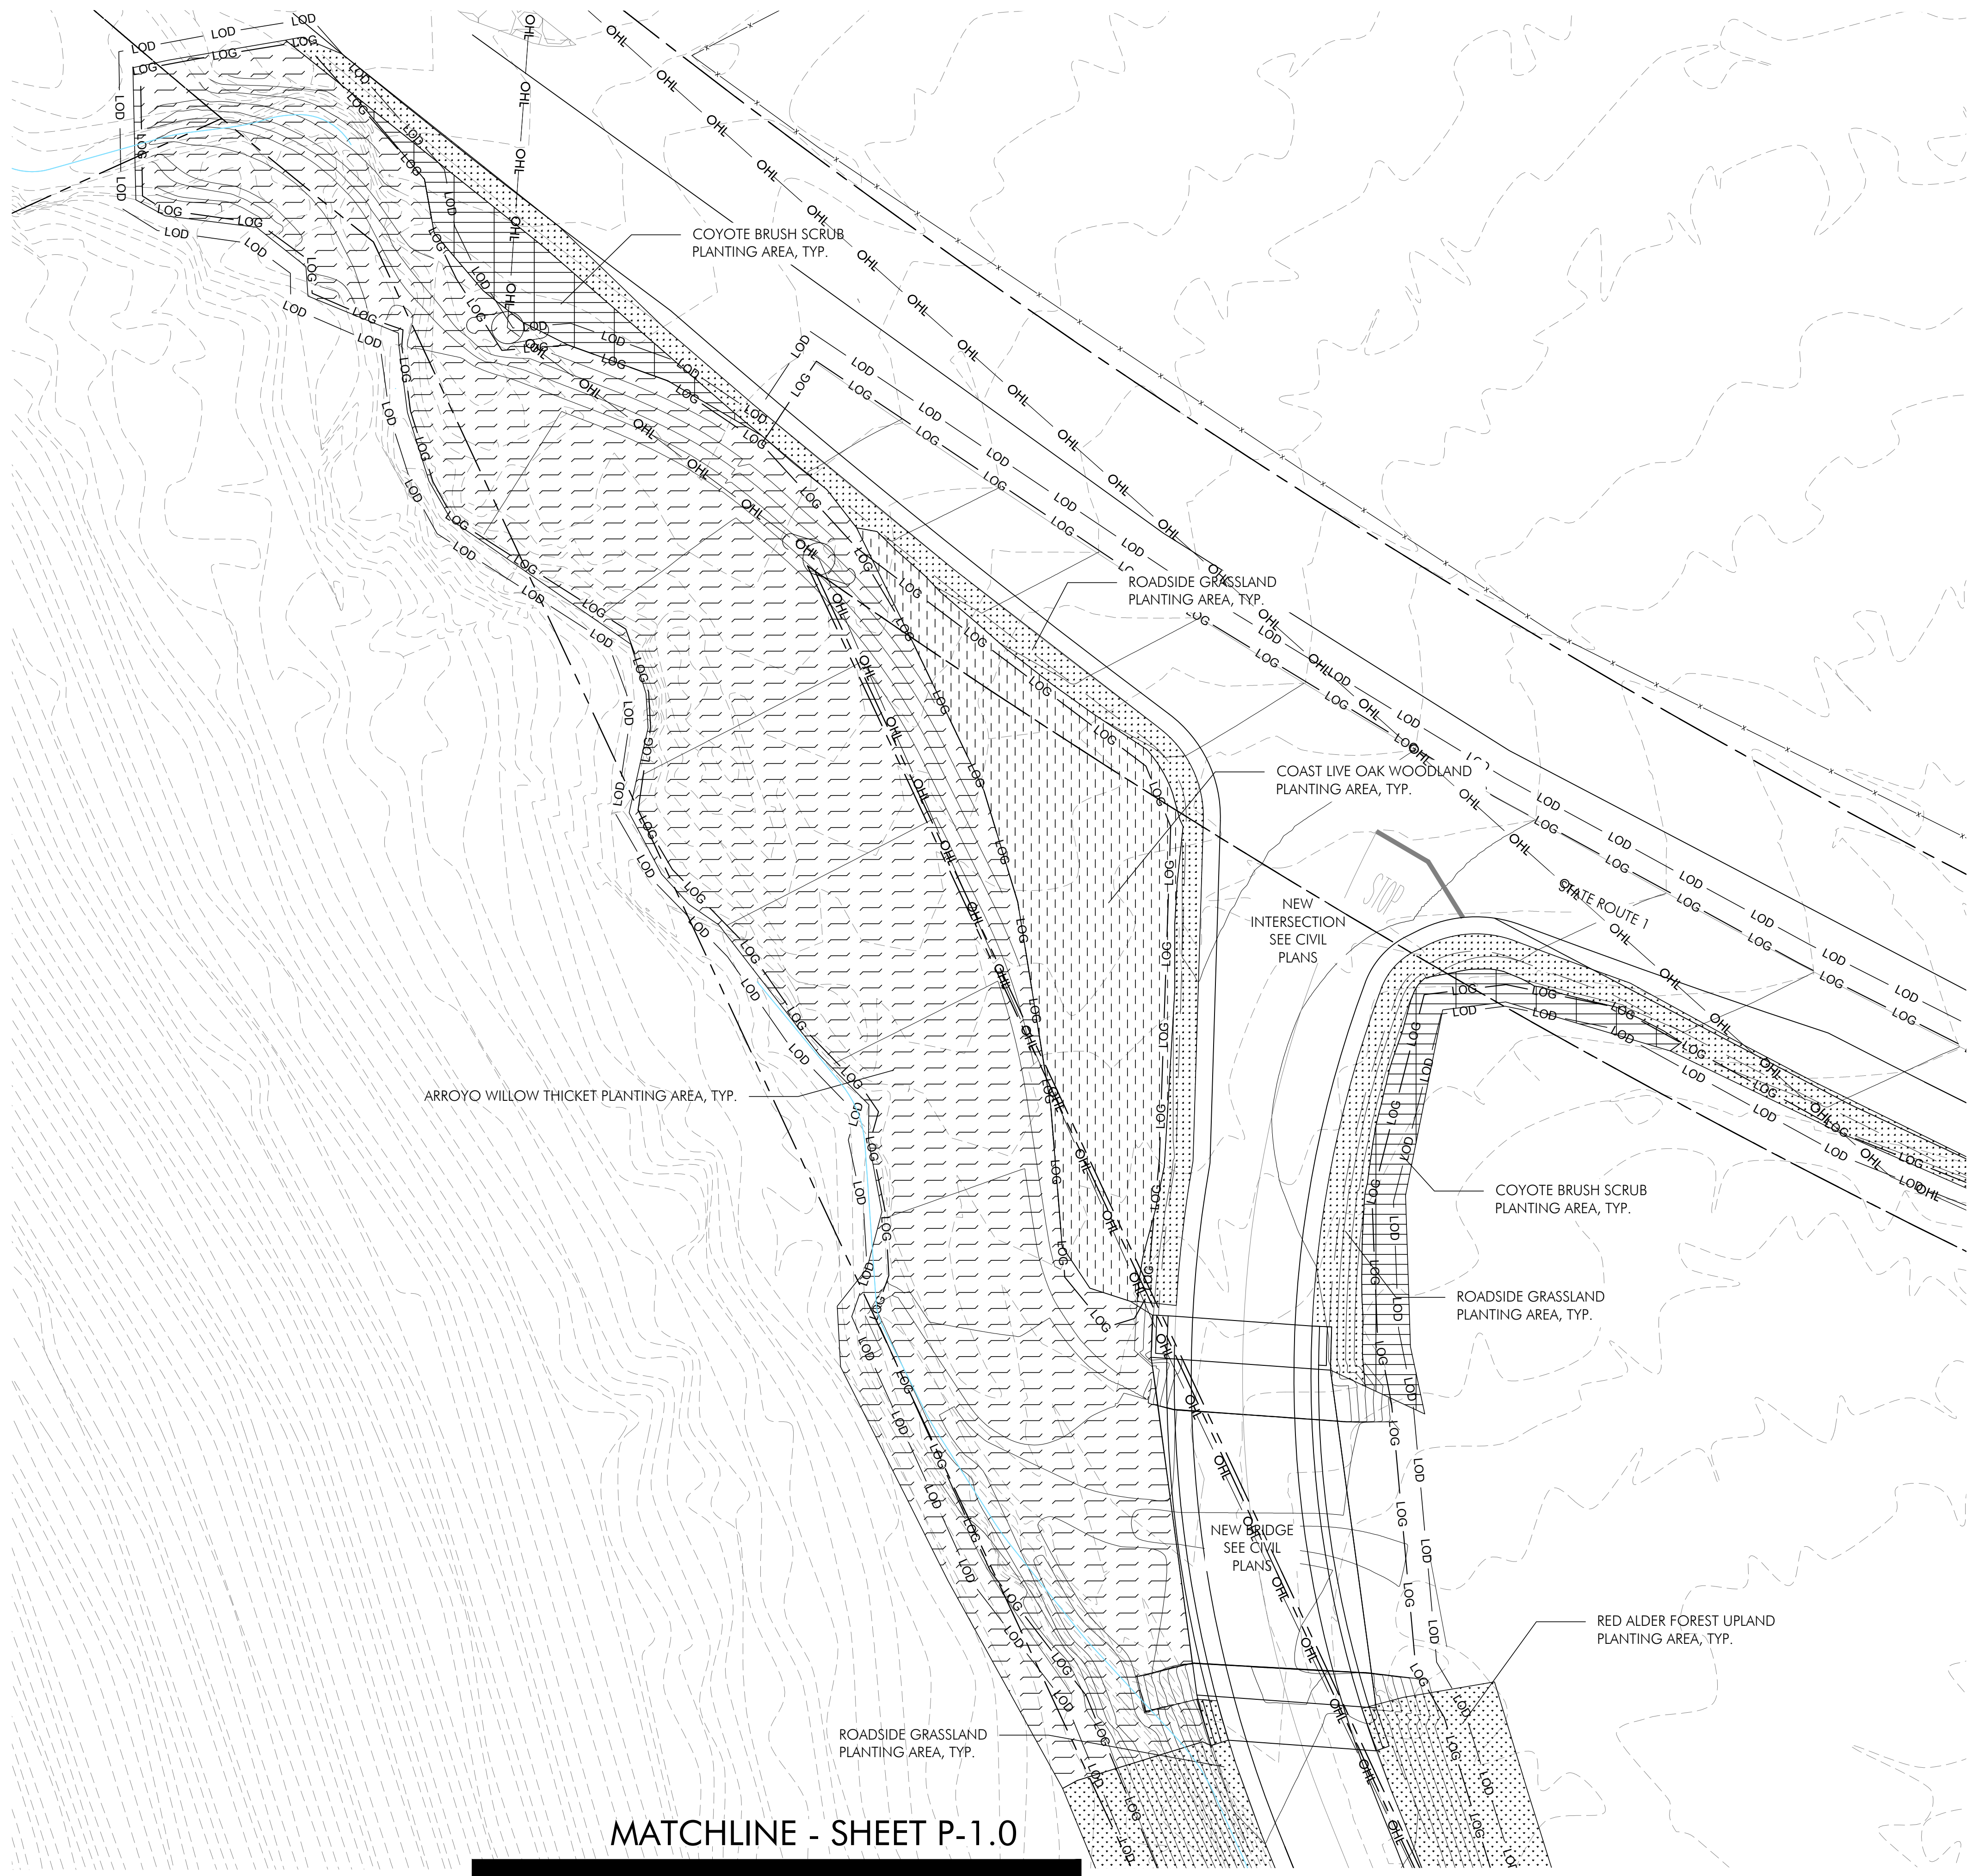 COYOTE BRUSH SCRUB
PLANTING AREA, TYP.
ROADSIDE GRASSLAND
PLANTING AREA, TYP.
COAST LIVE OAK WOODLAND
PLANTING AREA, TYP.
STOP
NEW
INTERSECTION
SEE CIVIL
PLANS
STATE ROUTE 1
ARROYO WILLOW THICKET PLANTING AREA, TYP.
COYOTE BRUSH SCRUB
PLANTING AREA, TYP.
ROADSIDE GRASSLAND
PLANTING AREA, TYP.
NEW BRIDGE
SEE CIVIL
PLANS
RED ALDER FOREST UPLAND
PLANTING AREA, TYP.
ROADSIDE GRASSLAND
PLANTING AREA, TYP.
MATCHLINE - SHEET P-1.0
LOD
LOG
OHL